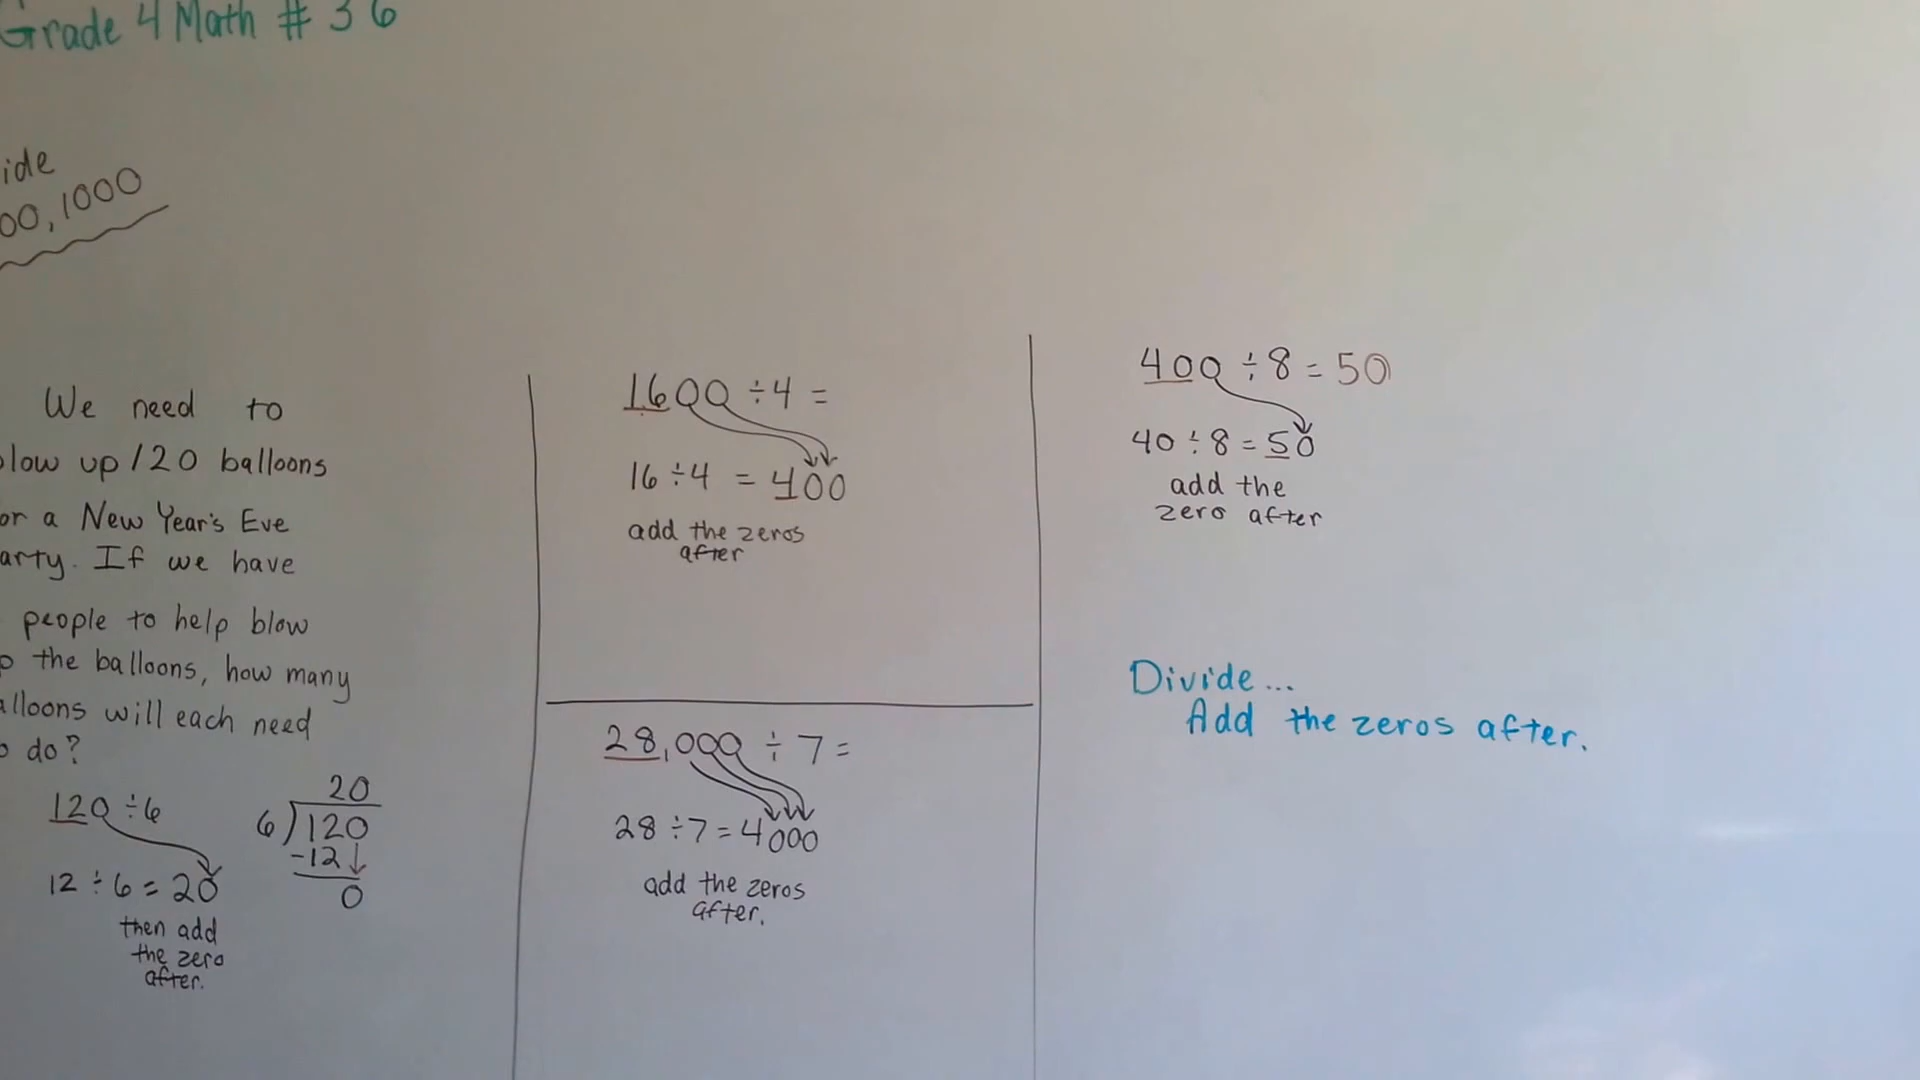 Grade 4 Math # 36
ide
00, 1000
We need to
low up 120 balloons
or a New Year's Eve
arty. If we have
people to help blow
p the balloons, how many
alloons will each need
o do?
120 ÷ 6
12 ÷ 6 = 20
then add
the zero
after.
20
6 ) 120
-12 ↓
0
1600 ÷ 4 =
16 ÷ 4 = 400
add the zeros
after
28,000 ÷ 7 =
28 ÷ 7 = 4000
add the zeros
after.
400 ÷ 8 = 50
40 ÷ 8 = 50
add the
zero after
Divide...
Add the zeros after.